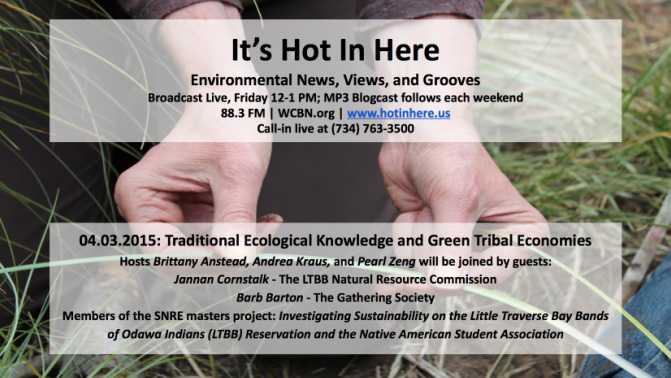 It's Hot In Here
Environmental News, Views, and Grooves
Broadcast Live, Friday 12-1 PM; MP3 Blogcast follows each weekend
88.3 FM | WCBN.org | www.hotinhere.us
Call-in live at (734) 763-3500
04.03.2015: Traditional Ecological Knowledge and Green Tribal Economies
Hosts Brittany Anstead, Andrea Kraus, and Pearl Zeng will be joined by guests:
Jannan Cornstalk - The LTBB Natural Resource Commission
Barb Barton - The Gathering Society
Members of the SNRE masters project: Investigating Sustainability on the Little Traverse Bay Bands
of Odawa Indians (LTBB) Reservation and the Native American Student Association